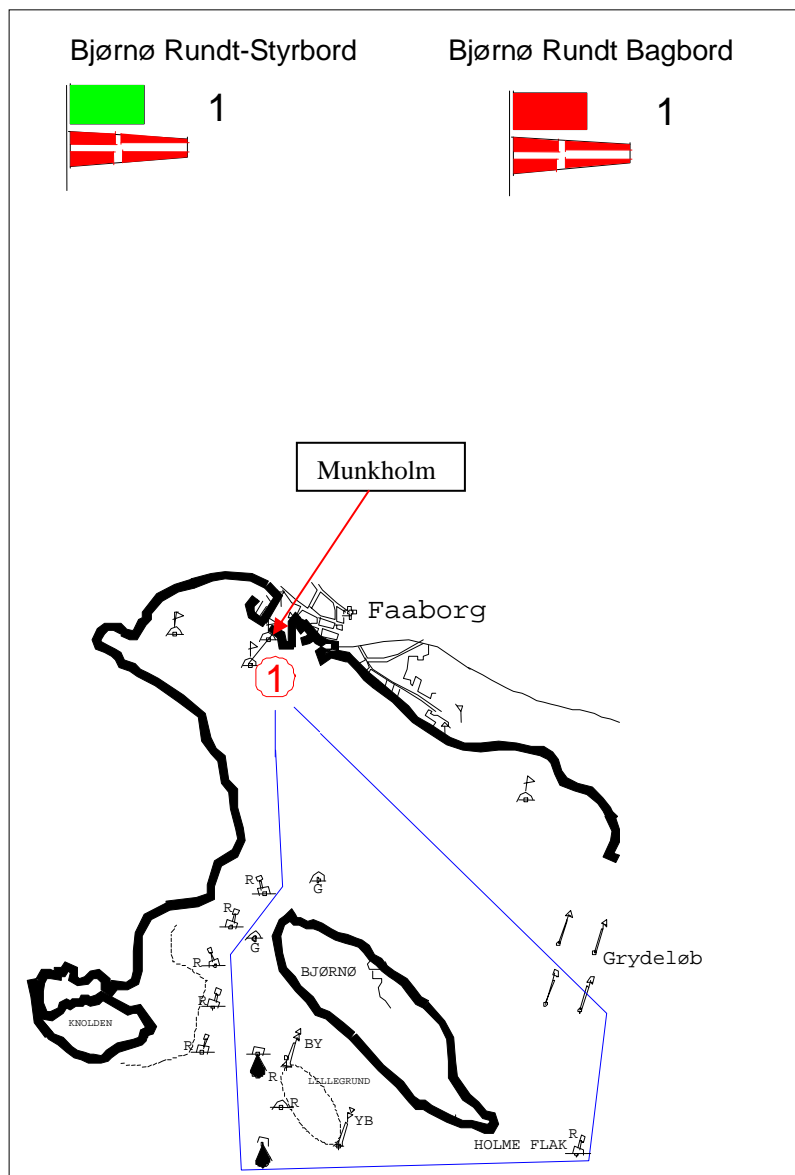 Bjørnø Rundt-Styrbord
Bjørnø Rundt Bagbord
1
1
Munkholm
Faaborg
1
R
G
R
G
R
Grydeløb
BJØRNØ
R
KNOLDEN
R
BY
R
LILLEGRUND
R
YB
R
HOLME FLAK